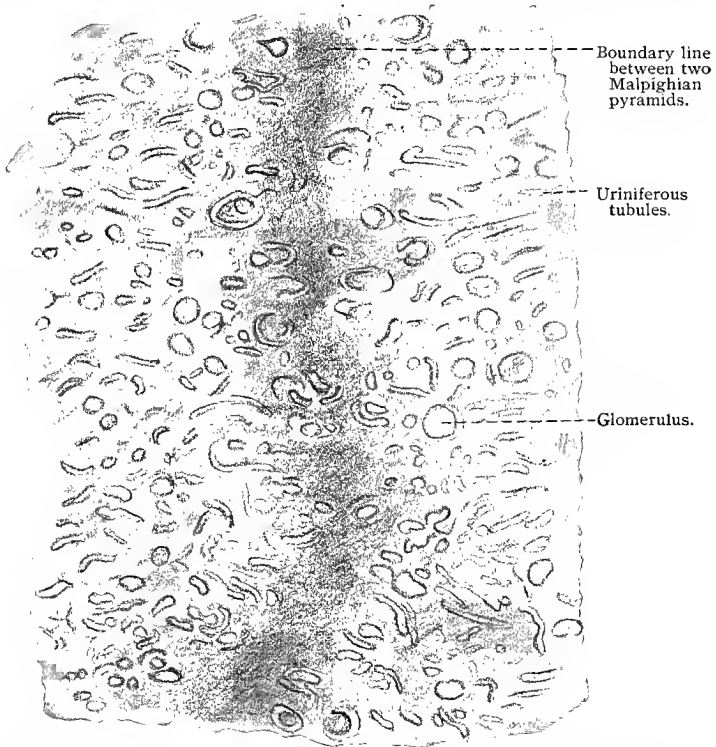 Boundary line
between two
Malpighian
pyramids.
Uriniferous
tubules.
Glomerulus.